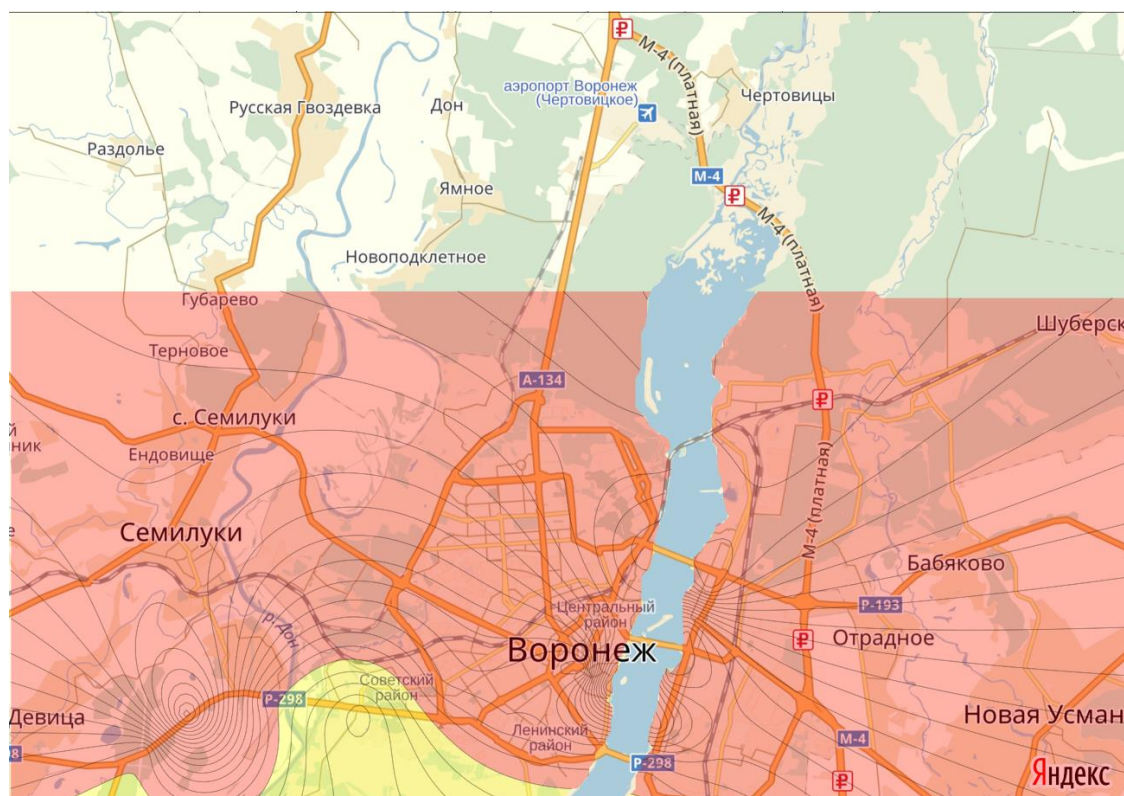 М-4 (платная)
аэропорт Воронеж
(Чертовицкое)
Чертовицы
Русская Гвоздевка
Дон
Раздолье
М-4
Ямное
М-4 (платная)
Новоподклетное
Губарево
Шуберск
Терновое
А-134
с. Семилуки
ник
Ендовище
М-4 (платная)
Семилуки
Бабяково
Р-193
Центральный
район
р. Дон
Отрадное
Воронеж
Советский
район
Р-298
Девица
Новая Усман
Ленинский
район
М-4
Р-298
Яндекс